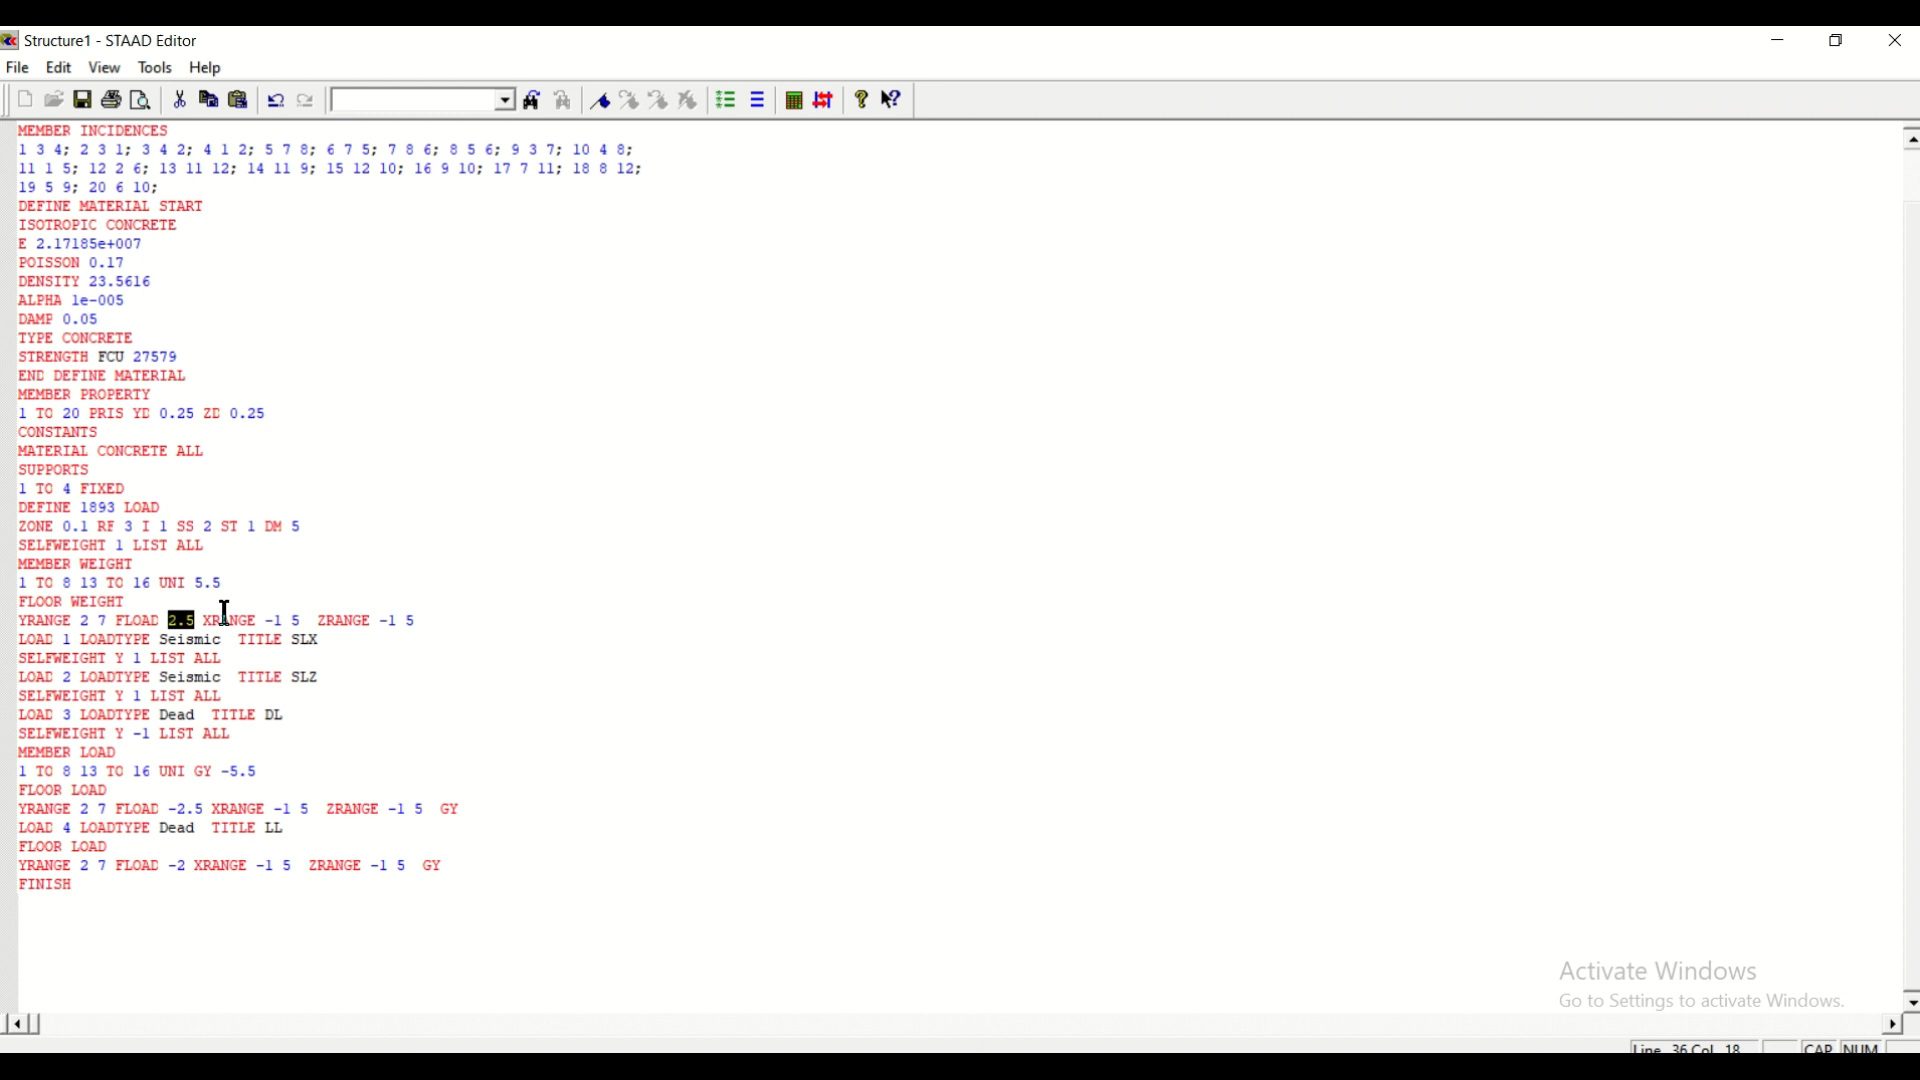 Structure1 - STAAD Editor
File Edit View Tools Help
MEMBER INCIDENCES
1 3 4; 2 3 1; 3 4 2; 4 1 2; 5 7 8; 6 7 5; 7 8 6; 8 5 6; 9 3 7; 10 4 8;
11 1 5; 12 2 6; 13 11 12; 14 11 9; 15 12 10; 16 9 10; 17 7 11; 18 8 12;
19 5 9; 20 6 10;
DEFINE MATERIAL START
ISOTROPIC CONCRETE
E 2.17185e+007
POISSON 0.17
DENSITY 23.5616
ALPHA 1e-005
DAMP 0.05
TYPE CONCRETE
STRENGTH FCU 27579
END DEFINE MATERIAL
MEMBER PROPERTY
1 TO 20 PRIS YD 0.25 ZD 0.25
CONSTANTS
MATERIAL CONCRETE ALL
SUPPORTS
1 TO 4 FIXED
DEFINE 1893 LOAD
ZONE 0.1 RF 3 I 1 SS 2 ST 1 DM 5
SELFWEIGHT 1 LIST ALL
MEMBER WEIGHT
1 TO 8 13 TO 16 UNI 5.5
FLOOR WEIGHT
YRANGE 2 7 FLOAD 2.5 XRANGE -1 5 ZRANGE -1 5
LOAD 1 LOADTYPE Seismic TITLE SLX
SELFWEIGHT Y 1 LIST ALL
LOAD 2 LOADTYPE Seismic TITLE SLZ
SELFWEIGHT Y 1 LIST ALL
LOAD 3 LOADTYPE Dead TITLE DL
SELFWEIGHT Y -1 LIST ALL
MEMBER LOAD
1 TO 8 13 TO 16 UNI GY -5.5
FLOOR LOAD
YRANGE 2 7 FLOAD -2.5 XRANGE -1 5 ZRANGE -1 5 GY
LOAD 4 LOADTYPE Dead TITLE LL
FLOOR LOAD
YRANGE 2 7 FLOAD -2 XRANGE -1 5 ZRANGE -1 5 GY
FINISH
Activate Windows
Go to Settings to activate Windows.
Line 36 Col 18 CAP NUM